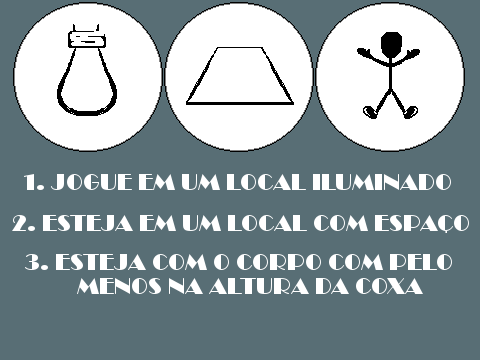 1. JOGUE EM UM LOCAL ILUMINADO
2. ESTEJA EM UM LOCAL COM ESPAÇO
3. ESTEJA COM O CORPO COM PELO
MENOS NA ALTURA DA COXA